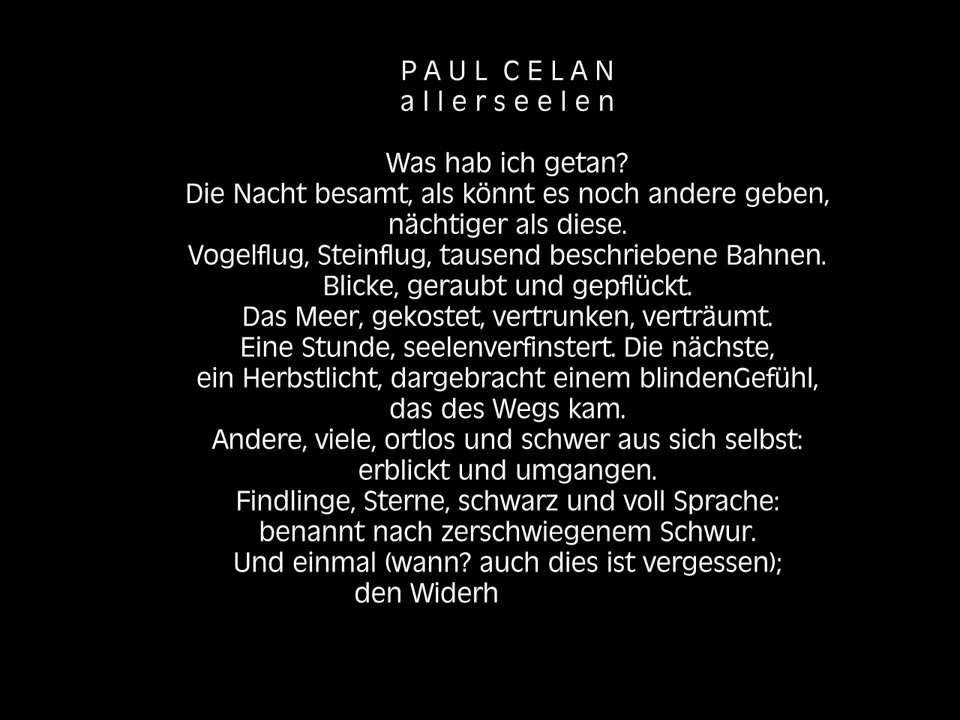 PAUL CELAN
allerseelen
Was hab ich getan?
Die Nacht besamt, als könnt es noch andere geben,
nächtiger als diese.
Vogelflug, Steinflug, tausend beschriebene Bahnen.
Blicke, geraubt und gepflückt.
Das Meer, gekostet, vertrunken, verträumt.
Eine Stunde, seelenverfinstert. Die nächste,
ein Herbstlicht, dargebracht einem blindenGefühl,
das des Wegs kam.
Andere, viele, ortlos und schwer aus sich selbst:
erblickt und umgangen.
Findlinge, Sterne, schwarz und voll Sprache:
benannt nach zerschwiegenem Schwur.
Und einmal (wann? auch dies ist vergessen);
den Widerh